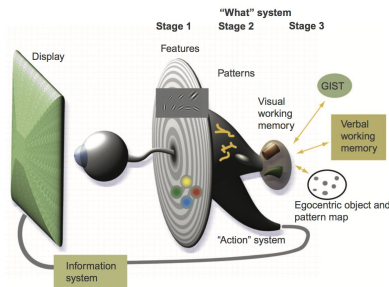 "What" system
Stage 1 Stage 2 Stage 3
Display
Features
Patterns
GIST
Visual
working
memory
Verbal
working
memory
Egocentric object and
pattern map
"Action" system
Information
system